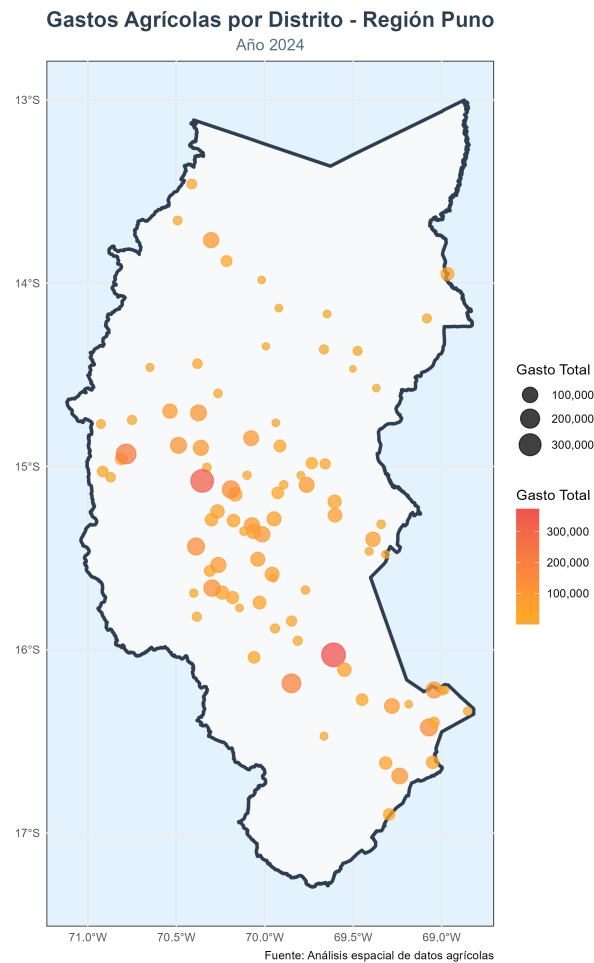 Gastos Agrícolas por Distrito - Región Puno
Año 2024
13°S
14°S
15°S
16°S
17°S
71.0°W
70.5°W
70.0°W
69.5°W
69.0°W
Gasto Total
100,000
200,000
300,000
Gasto Total
300,000
200,000
100,000
Fuente: Análisis espacial de datos agrícolas